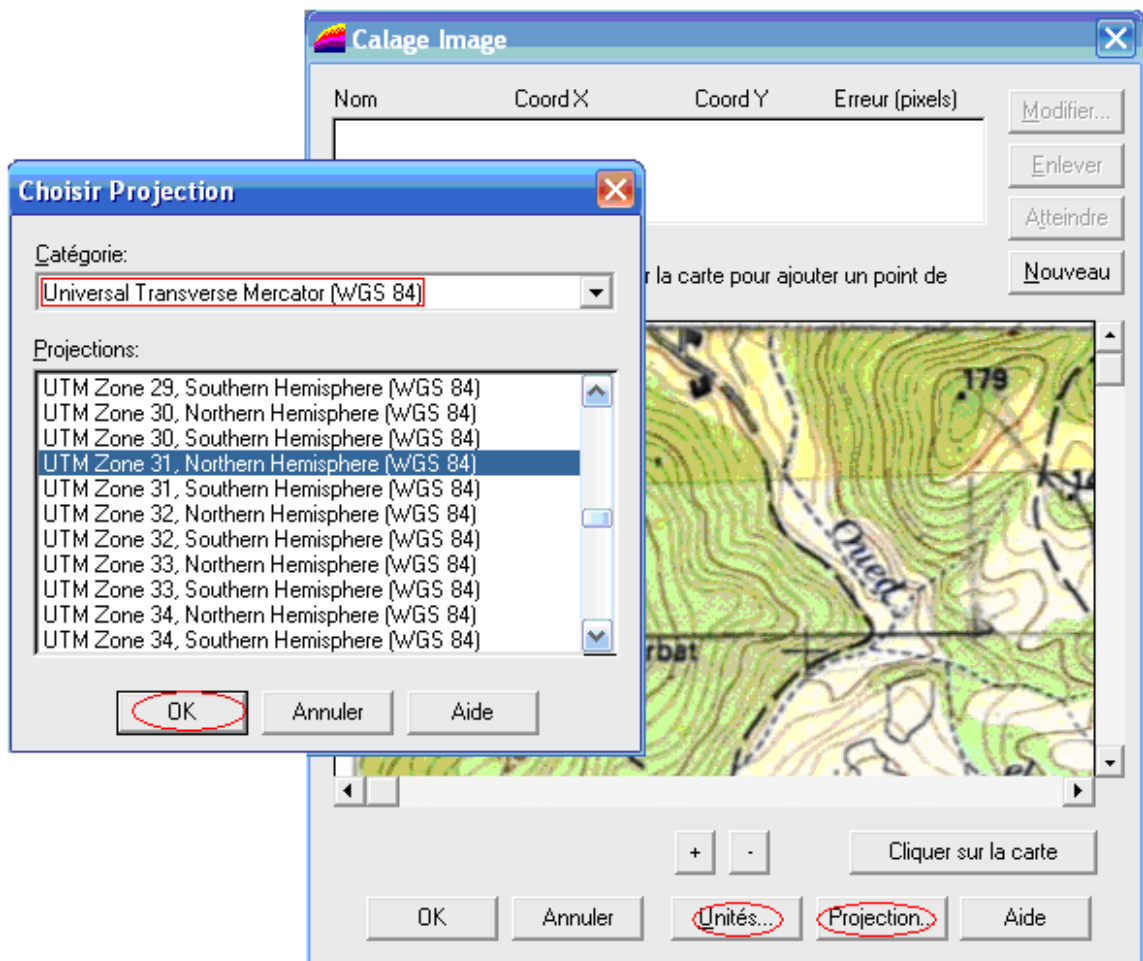 Calage Image
Nom Coord X Coord Y Erreur (pixels)
Modifier...
Enlever
Atteindre
Nouveau
la carte pour ajouter un point de
Choisir Projection
Catégorie:
Universal Transverse Mercator (WGS 84)
Projections:
UTM Zone 29, Southern Hemisphere (WGS 84)
UTM Zone 30, Northern Hemisphere (WGS 84)
UTM Zone 30, Southern Hemisphere (WGS 84)
UTM Zone 31, Northern Hemisphere (WGS 84)
UTM Zone 31, Southern Hemisphere (WGS 84)
UTM Zone 32, Northern Hemisphere (WGS 84)
UTM Zone 32, Southern Hemisphere (WGS 84)
UTM Zone 33, Northern Hemisphere (WGS 84)
UTM Zone 33, Southern Hemisphere (WGS 84)
UTM Zone 34, Northern Hemisphere (WGS 84)
UTM Zone 34, Southern Hemisphere (WGS 84)
OK Annuler Aide
179
14
Oued
rbat
el
+ - Cliquer sur la carte
OK Annuler Unités... Projection... Aide